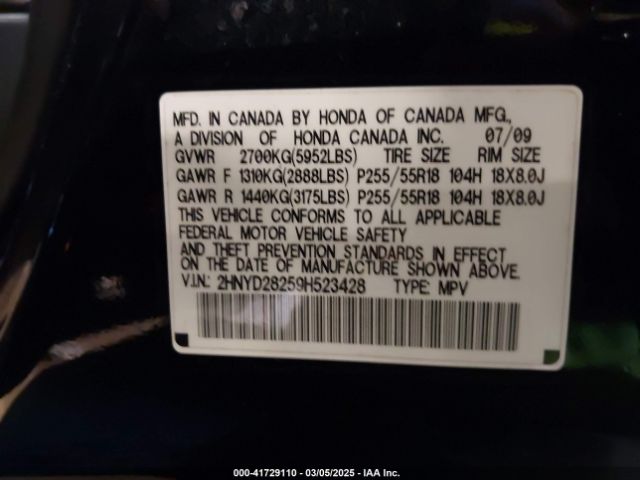 MFD. IN CANADA BY HONDA OF CANADA MFG.,
A DIVISION OF HONDA CANADA INC. 07/09
GVWR 2700KG(5952LBS) TIRE SIZE RIM SIZE
GAWR F 1310KG(2888LBS) P255/55R18 104H 18X8.0J
GAWR R 1440KG(3175LBS) P255/55R18 104H 18X8.0J
THIS VEHICLE CONFORMS TO ALL APPLICABLE
FEDERAL MOTOR VEHICLE SAFETY
AND THEFT PREVENTION STANDARDS IN EFFECT
ON THE DATE OF MANUFACTURE SHOWN ABOVE.
V.I.N.: 2HNYD28259H523428 TYPE: MPV
000-41729110 - 03/05/2025 - IAA Inc.